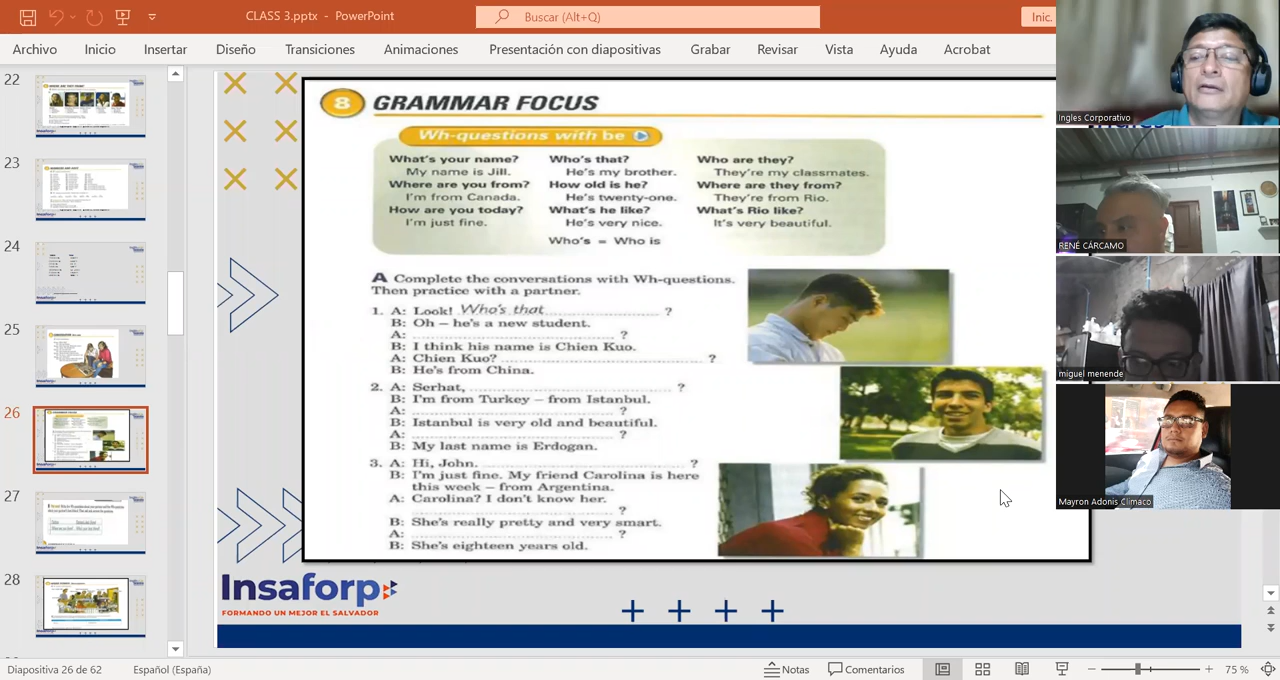 CLASS 3.pptx - PowerPoint
Buscar (Alt+Q)
Inic.
Archivo Inicio Insertar Diseño Transiciones Animaciones Presentación con diapositivas Grabar Revisar Vista Ayuda Acrobat
22
23
24
25
26
27
28
8 GRAMMAR FOCUS
Wh-questions with be
What's your name?
My name is Jill.
Where are you from?
I'm from Canada.
How are you today?
I'm just fine.
Who's that?
He's my brother.
How old is he?
He's twenty-one.
What's he like?
He's very nice.
Who's = Who is
Who are they?
They're my classmates.
Where are they from?
They're from Rio.
What's Rio like?
It's very beautiful.
A Complete the conversations with Wh-questions.
Then practice with a partner.
1. A: Look! Who's that ?
B: Oh – he's a new student.
A: ?
B: I think his name is Chien Kuo.
A: Chien Kuo? ?
B: He's from China.
2. A: Serhat, ?
B: I'm from Turkey – from Istanbul.
A: ?
B: Istanbul is very old and beautiful.
A: ?
B: My last name is Erdogan.
3. A: Hi, John. ?
B: I'm just fine. My friend Carolina is here
this week – from Argentina.
A: Carolina? I don't know her.
?
B: She's really pretty and very smart.
A: ?
B: She's eighteen years old.
Insaforp
FORMANDO UN MEJOR EL SALVADOR
Ingles Corporativo
RENÉ CÁRCAMO
miguel menende
Mayron Adonis Climaco
Diapositiva 26 de 62
Español (España)
Notas
Comentarios
75 %